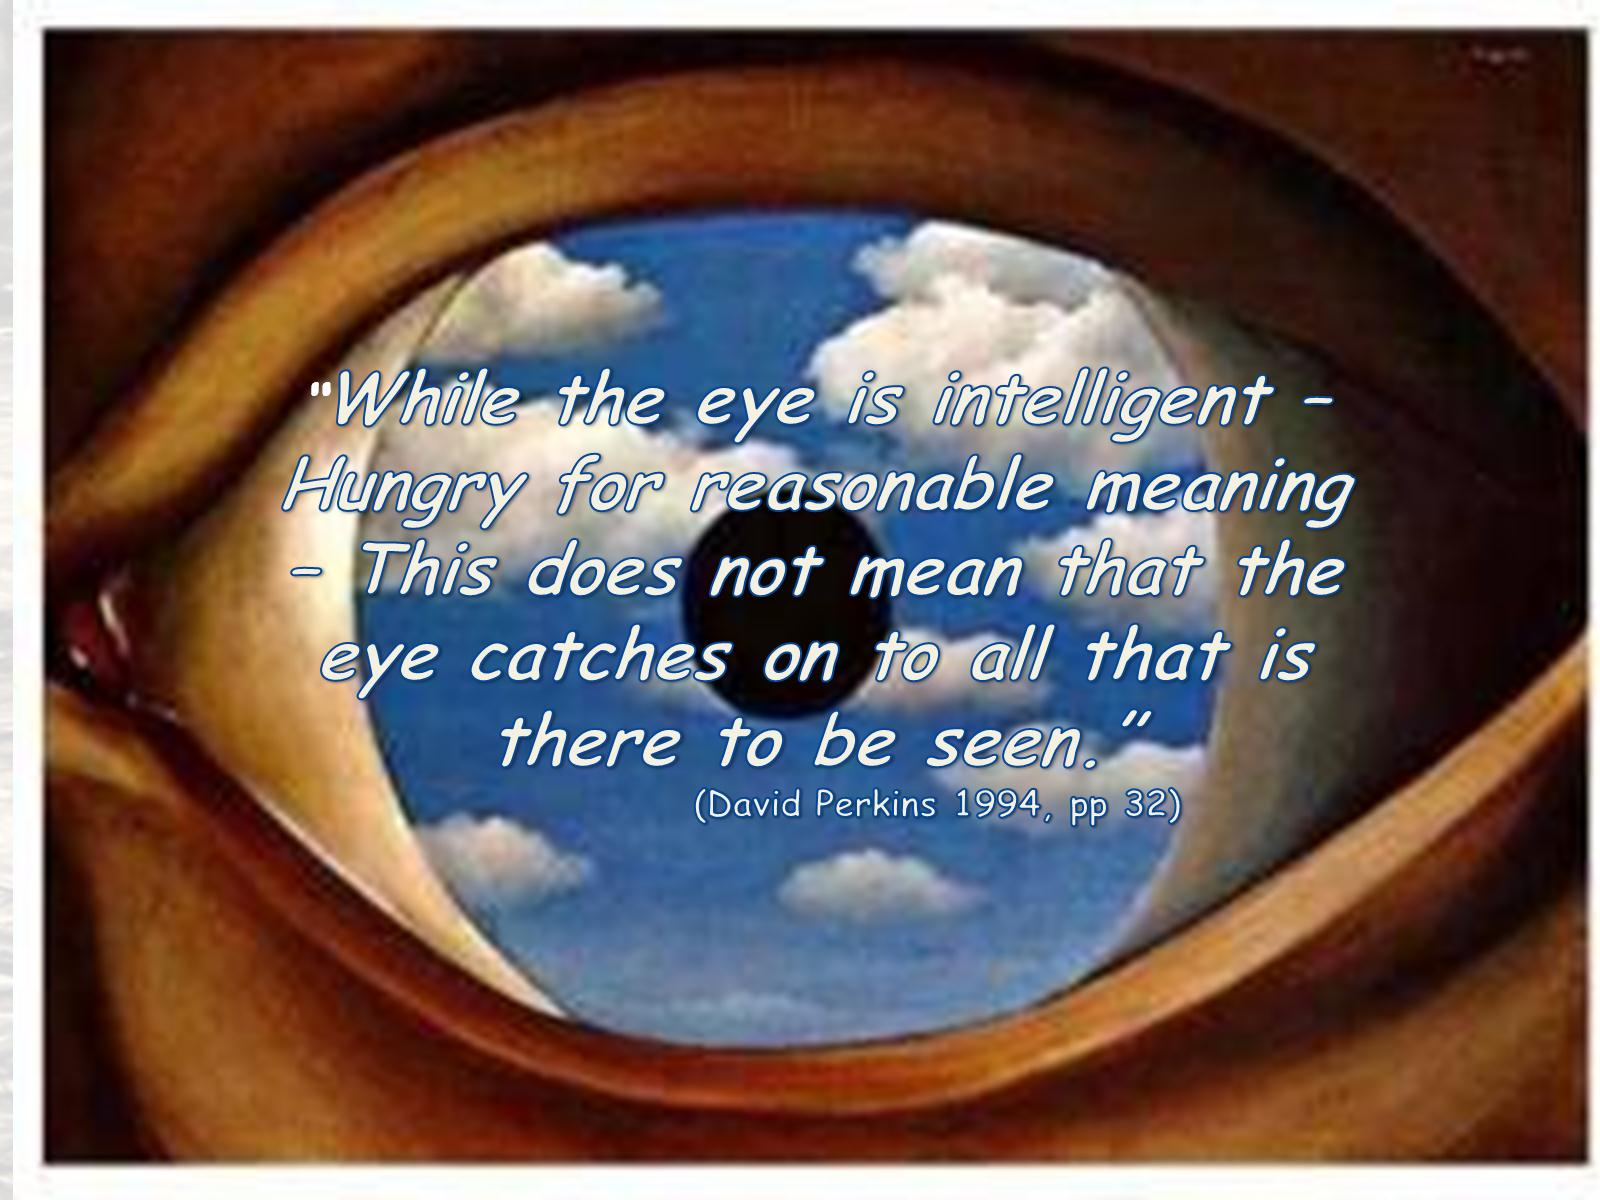 "While the eye is intelligent –
Hungry for reasonable meaning
– This does not mean that the
eye catches on to all that is
there to be seen.”
(David Perkins 1994, pp 32)